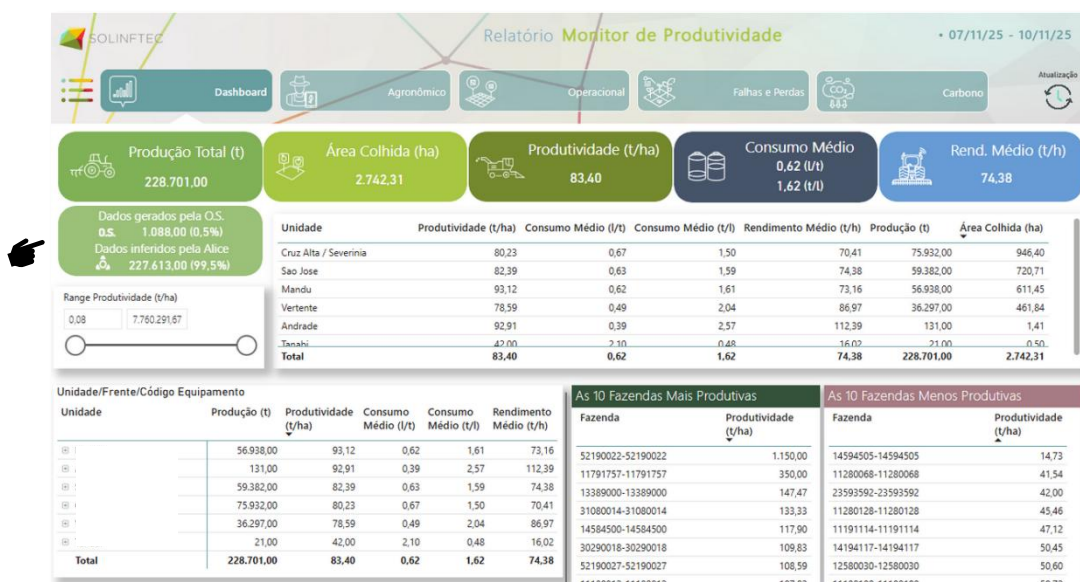 SOLINFTEC
Relatório Monitor de Produtividade
• 07/11/25 - 10/11/25
Dashboard
Agronômico
Operacional
Falhas e Perdas
CO₂
Carbono
Atualização
Produção Total (t)
228.701,00
Área Colhida (ha)
2.742,31
Produtividade (t/ha)
83,40
Consumo Médio
0,62 (l/t)
1,62 (t/l)
Rend. Médio (t/h)
74,38
Dados gerados pela O.S.
O.S. 1.088,00 (0,5%)
Dados inferidos pela Alice
227.613,00 (99,5%)
Range Produtividade (t/ha)
0,08 7.760.291,67
Unidade Produtividade (t/ha) Consumo Médio (l/t) Consumo Médio (t/l) Rendimento Médio (t/h) Produção (t) Área Colhida (ha)
Cruz Alta / Severinia 80,23 0,67 1,50 70,41 75.932,00 946,40
Sao Jose 82,39 0,63 1,59 74,38 59.382,00 720,71
Mandu 93,12 0,62 1,61 73,16 56.938,00 611,45
Vertente 78,59 0,49 2,04 86,97 36.297,00 461,84
Andrade 92,91 0,39 2,57 112,39 131,00 1,41
Tanabi 42,00 2,10 0,48 16,02 21,00 0,50
Total 83,40 0,62 1,62 74,38 228.701,00 2.742,31
Unidade/Frente/Código Equipamento
Unidade Produção (t) Produtividade (t/ha) Consumo Médio (l/t) Consumo Médio (t/l) Rendimento Médio (t/h)
56.938,00 93,12 0,62 1,61 73,16
131,00 92,91 0,39 2,57 112,39
59.382,00 82,39 0,63 1,59 74,38
75.932,00 80,23 0,67 1,50 70,41
36.297,00 78,59 0,49 2,04 86,97
21,00 42,00 2,10 0,48 16,02
Total 228.701,00 83,40 0,62 1,62 74,38
As 10 Fazendas Mais Produtivas
Fazenda Produtividade (t/ha)
52190022-52190022 1.150,00
11791757-11791757 350,00
13389000-13389000 147,47
31080014-31080014 133,33
14584500-14584500 117,90
30290018-30290018 109,83
52190027-52190027 108,59
As 10 Fazendas Menos Produtivas
Fazenda Produtividade (t/ha)
14594505-14594505 14,73
11280068-11280068 41,54
23593592-23593592 42,00
11280128-11280128 45,46
11191114-11191114 47,12
14194117-14194117 50,45
12580030-12580030 50,60